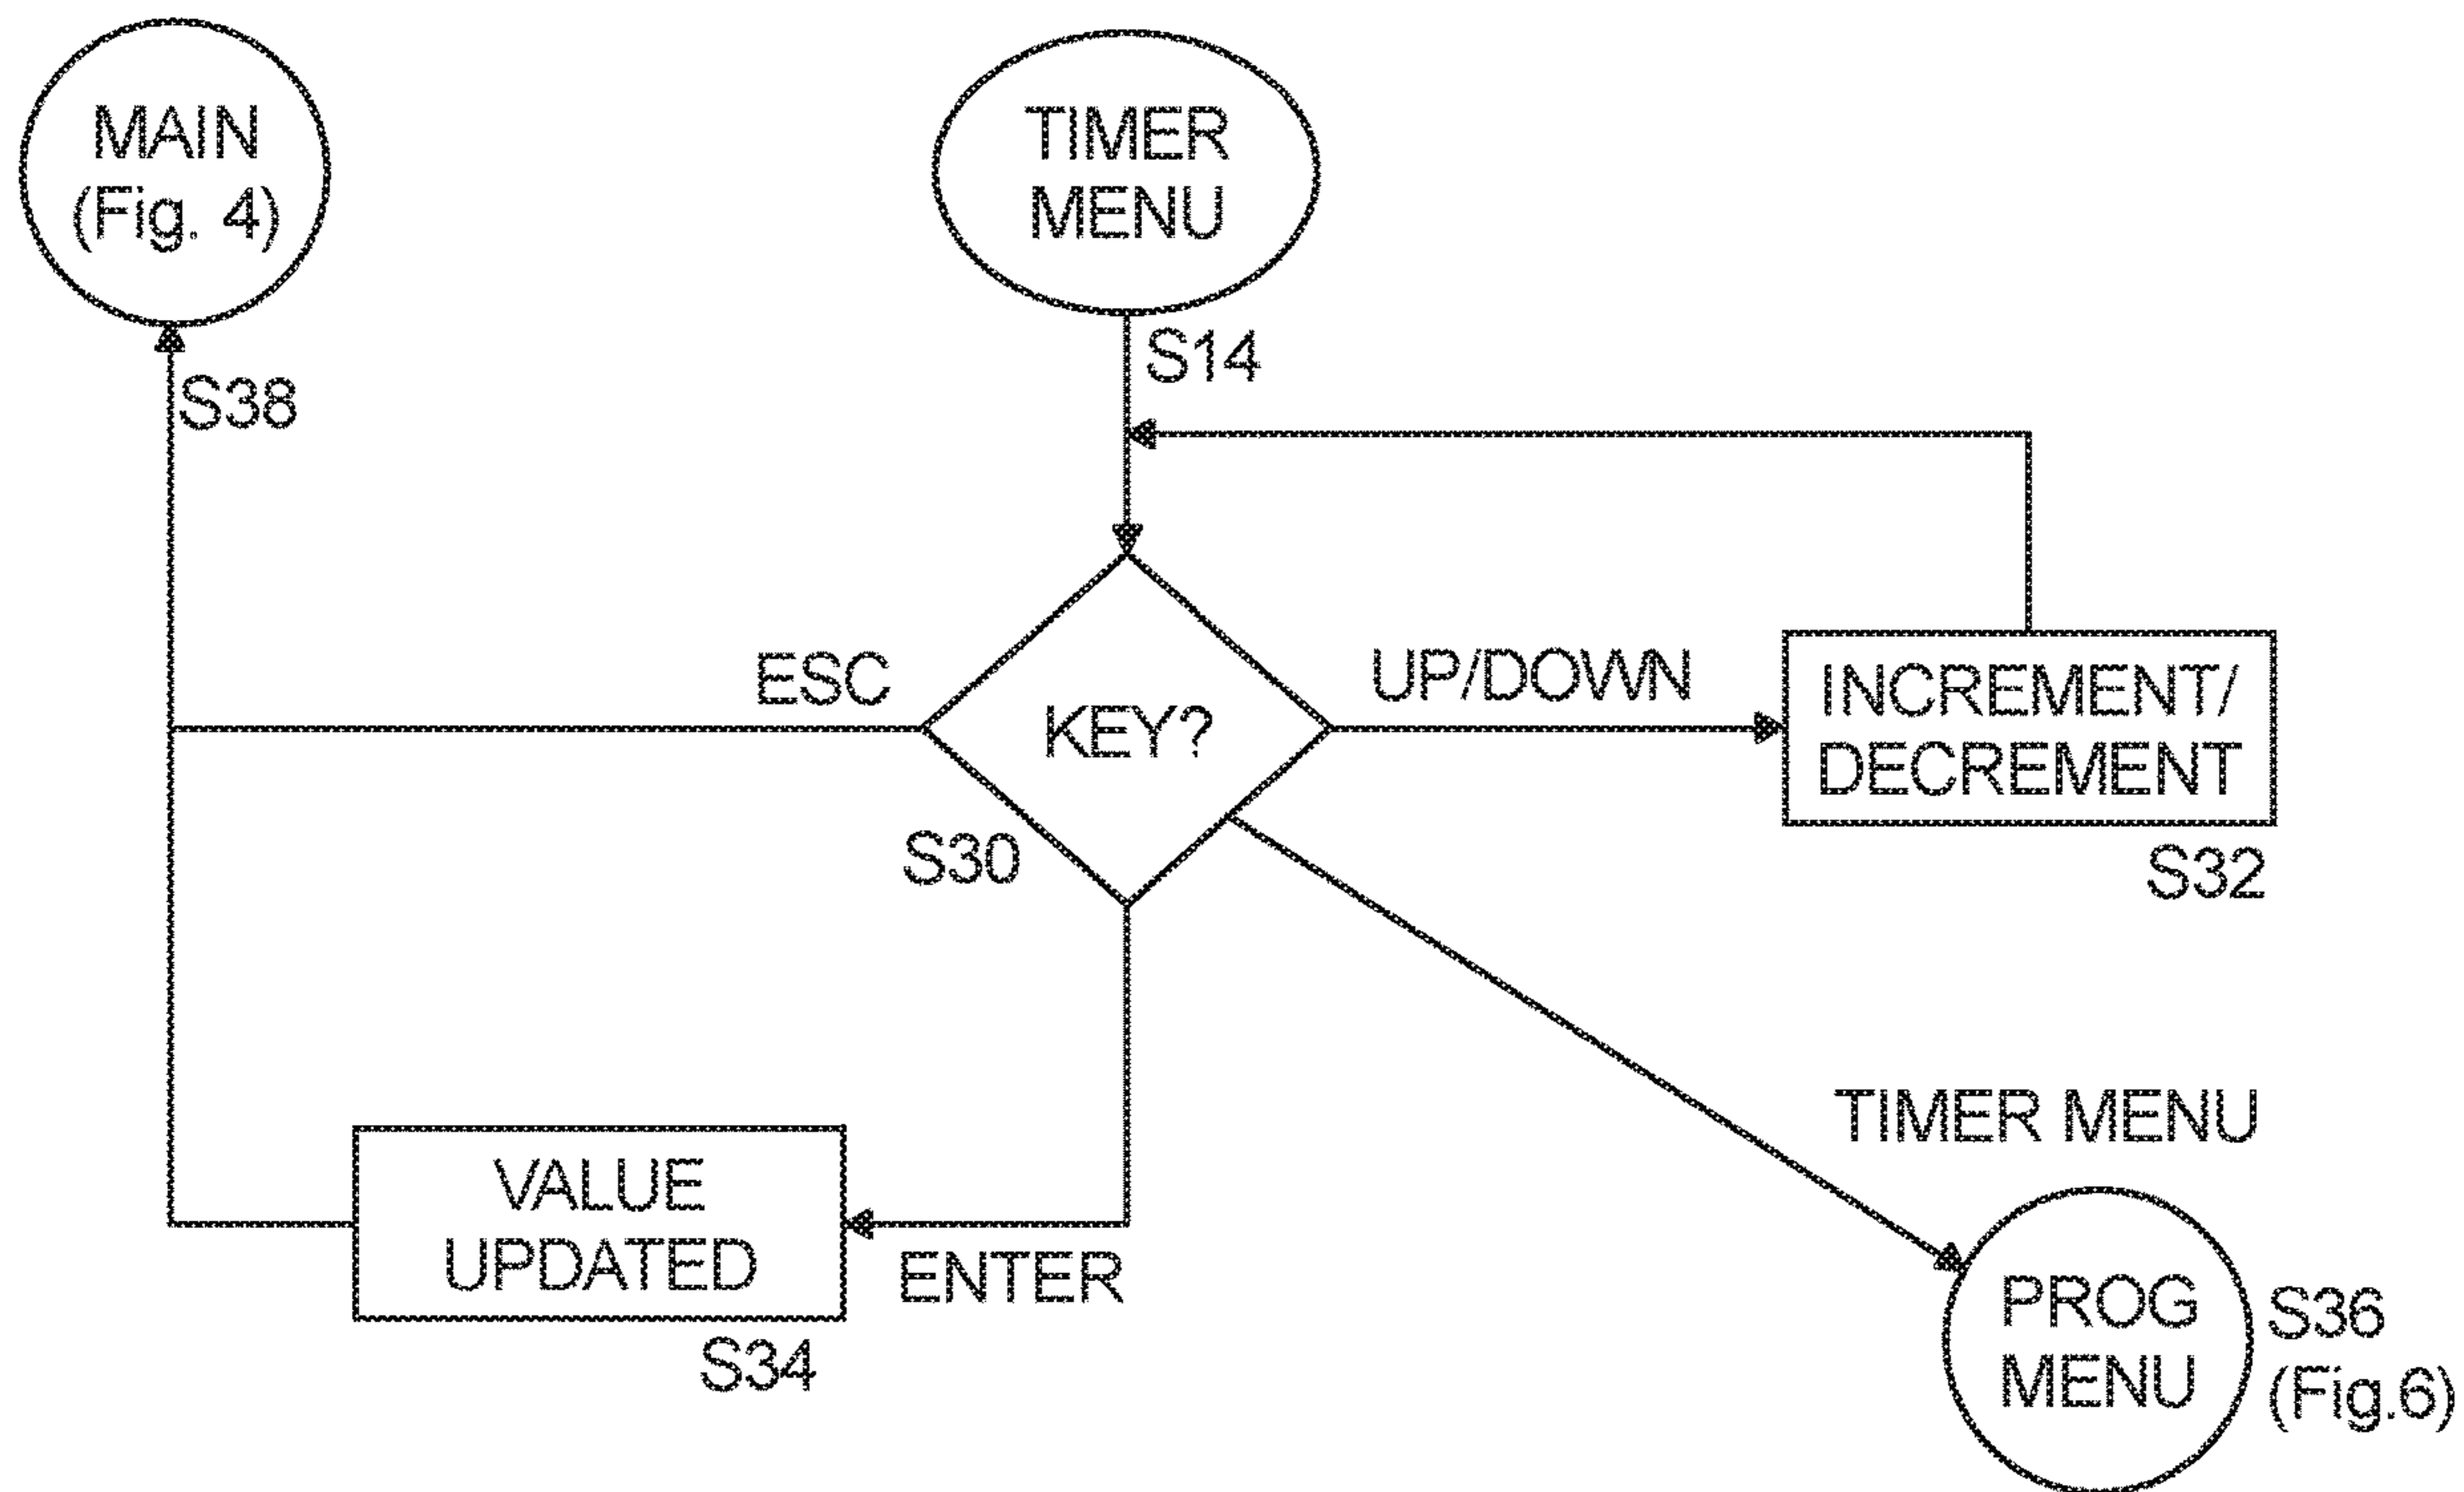 MAIN
(Fig. 4)
TIMER
MENU
S14
S38
ESC
KEY?
UP/DOWN
INCREMENT/
DECREMENT
S30
S32
TIMER MENU
VALUE
UPDATED
ENTER
S34
PROG
MENU
S36
(Fig.6)